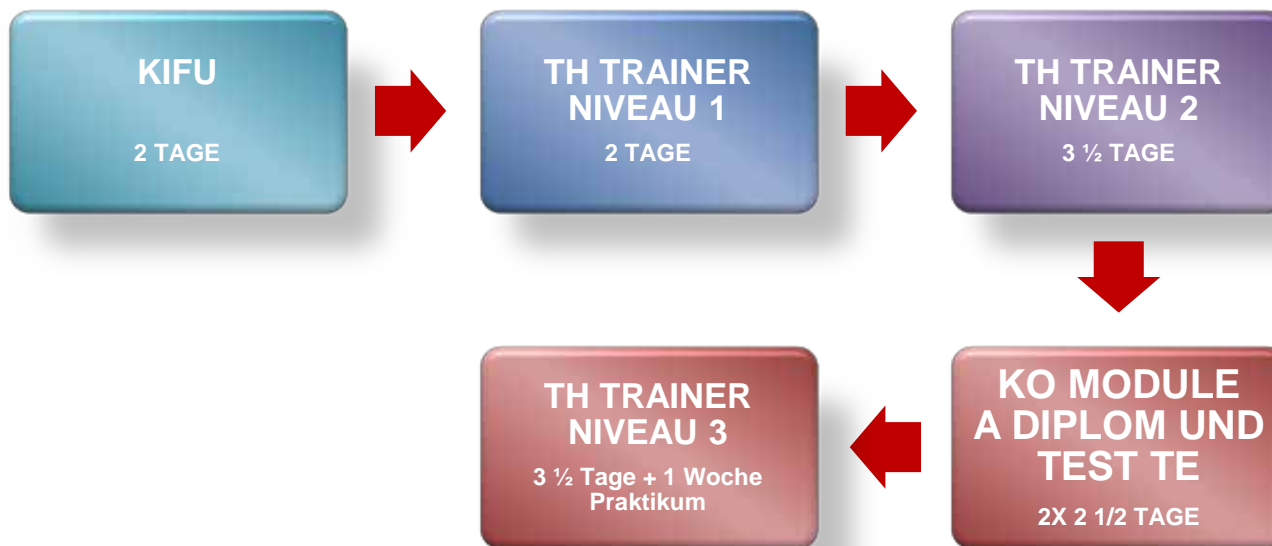 KIFU
2 TAGE
TH TRAINER
NIVEAU 1
2 TAGE
TH TRAINER
NIVEAU 2
3 ½ TAGE
KO MODULE
A DIPLOM UND
TEST TE
2X 2 1/2 TAGE
TH TRAINER
NIVEAU 3
3 ½ Tage + 1 Woche
Praktikum